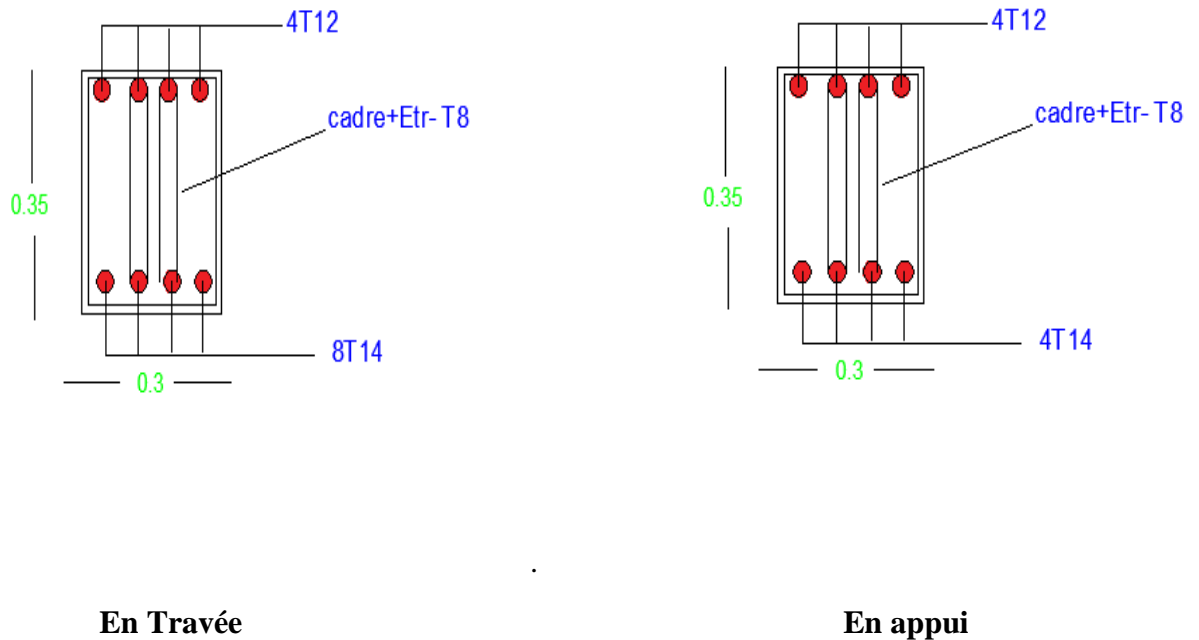 4T12
cadre+Etr- T8
0.35
8T14
0.3
4T12
cadre+Etr- T8
0.35
4T14
0.3
.
En Travée
En appui